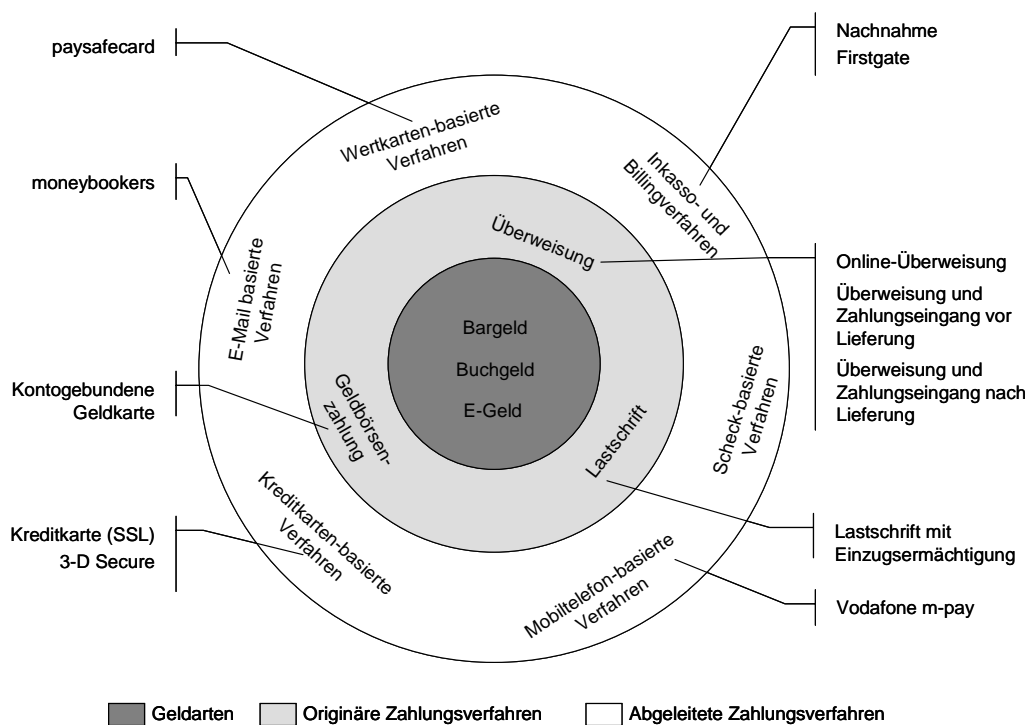 paysafecard
Nachnahme
Firstgate
Wertkarten-basierte
Verfahren
Inkasso- und
Billingverfahren
moneybookers
E-Mail basierte
Verfahren
Überweisung
Online-Überweisung
Überweisung und
Zahlungseingang vor
Lieferung
Überweisung und
Zahlungseingang nach
Lieferung
Bargeld
Buchgeld
E-Geld
Kontogebundene
Geldkarte
Geldbörsen-
zahlung
Lastschrift
Scheck-basierte
Verfahren
Kreditkarte (SSL)
3-D Secure
Kreditkarten-basierte
Verfahren
Mobiltelefon-basierte
Verfahren
Lastschrift mit
Einzugsermächtigung
Vodafone m-pay
Geldarten
Originäre Zahlungsverfahren
Abgeleitete Zahlungsverfahren